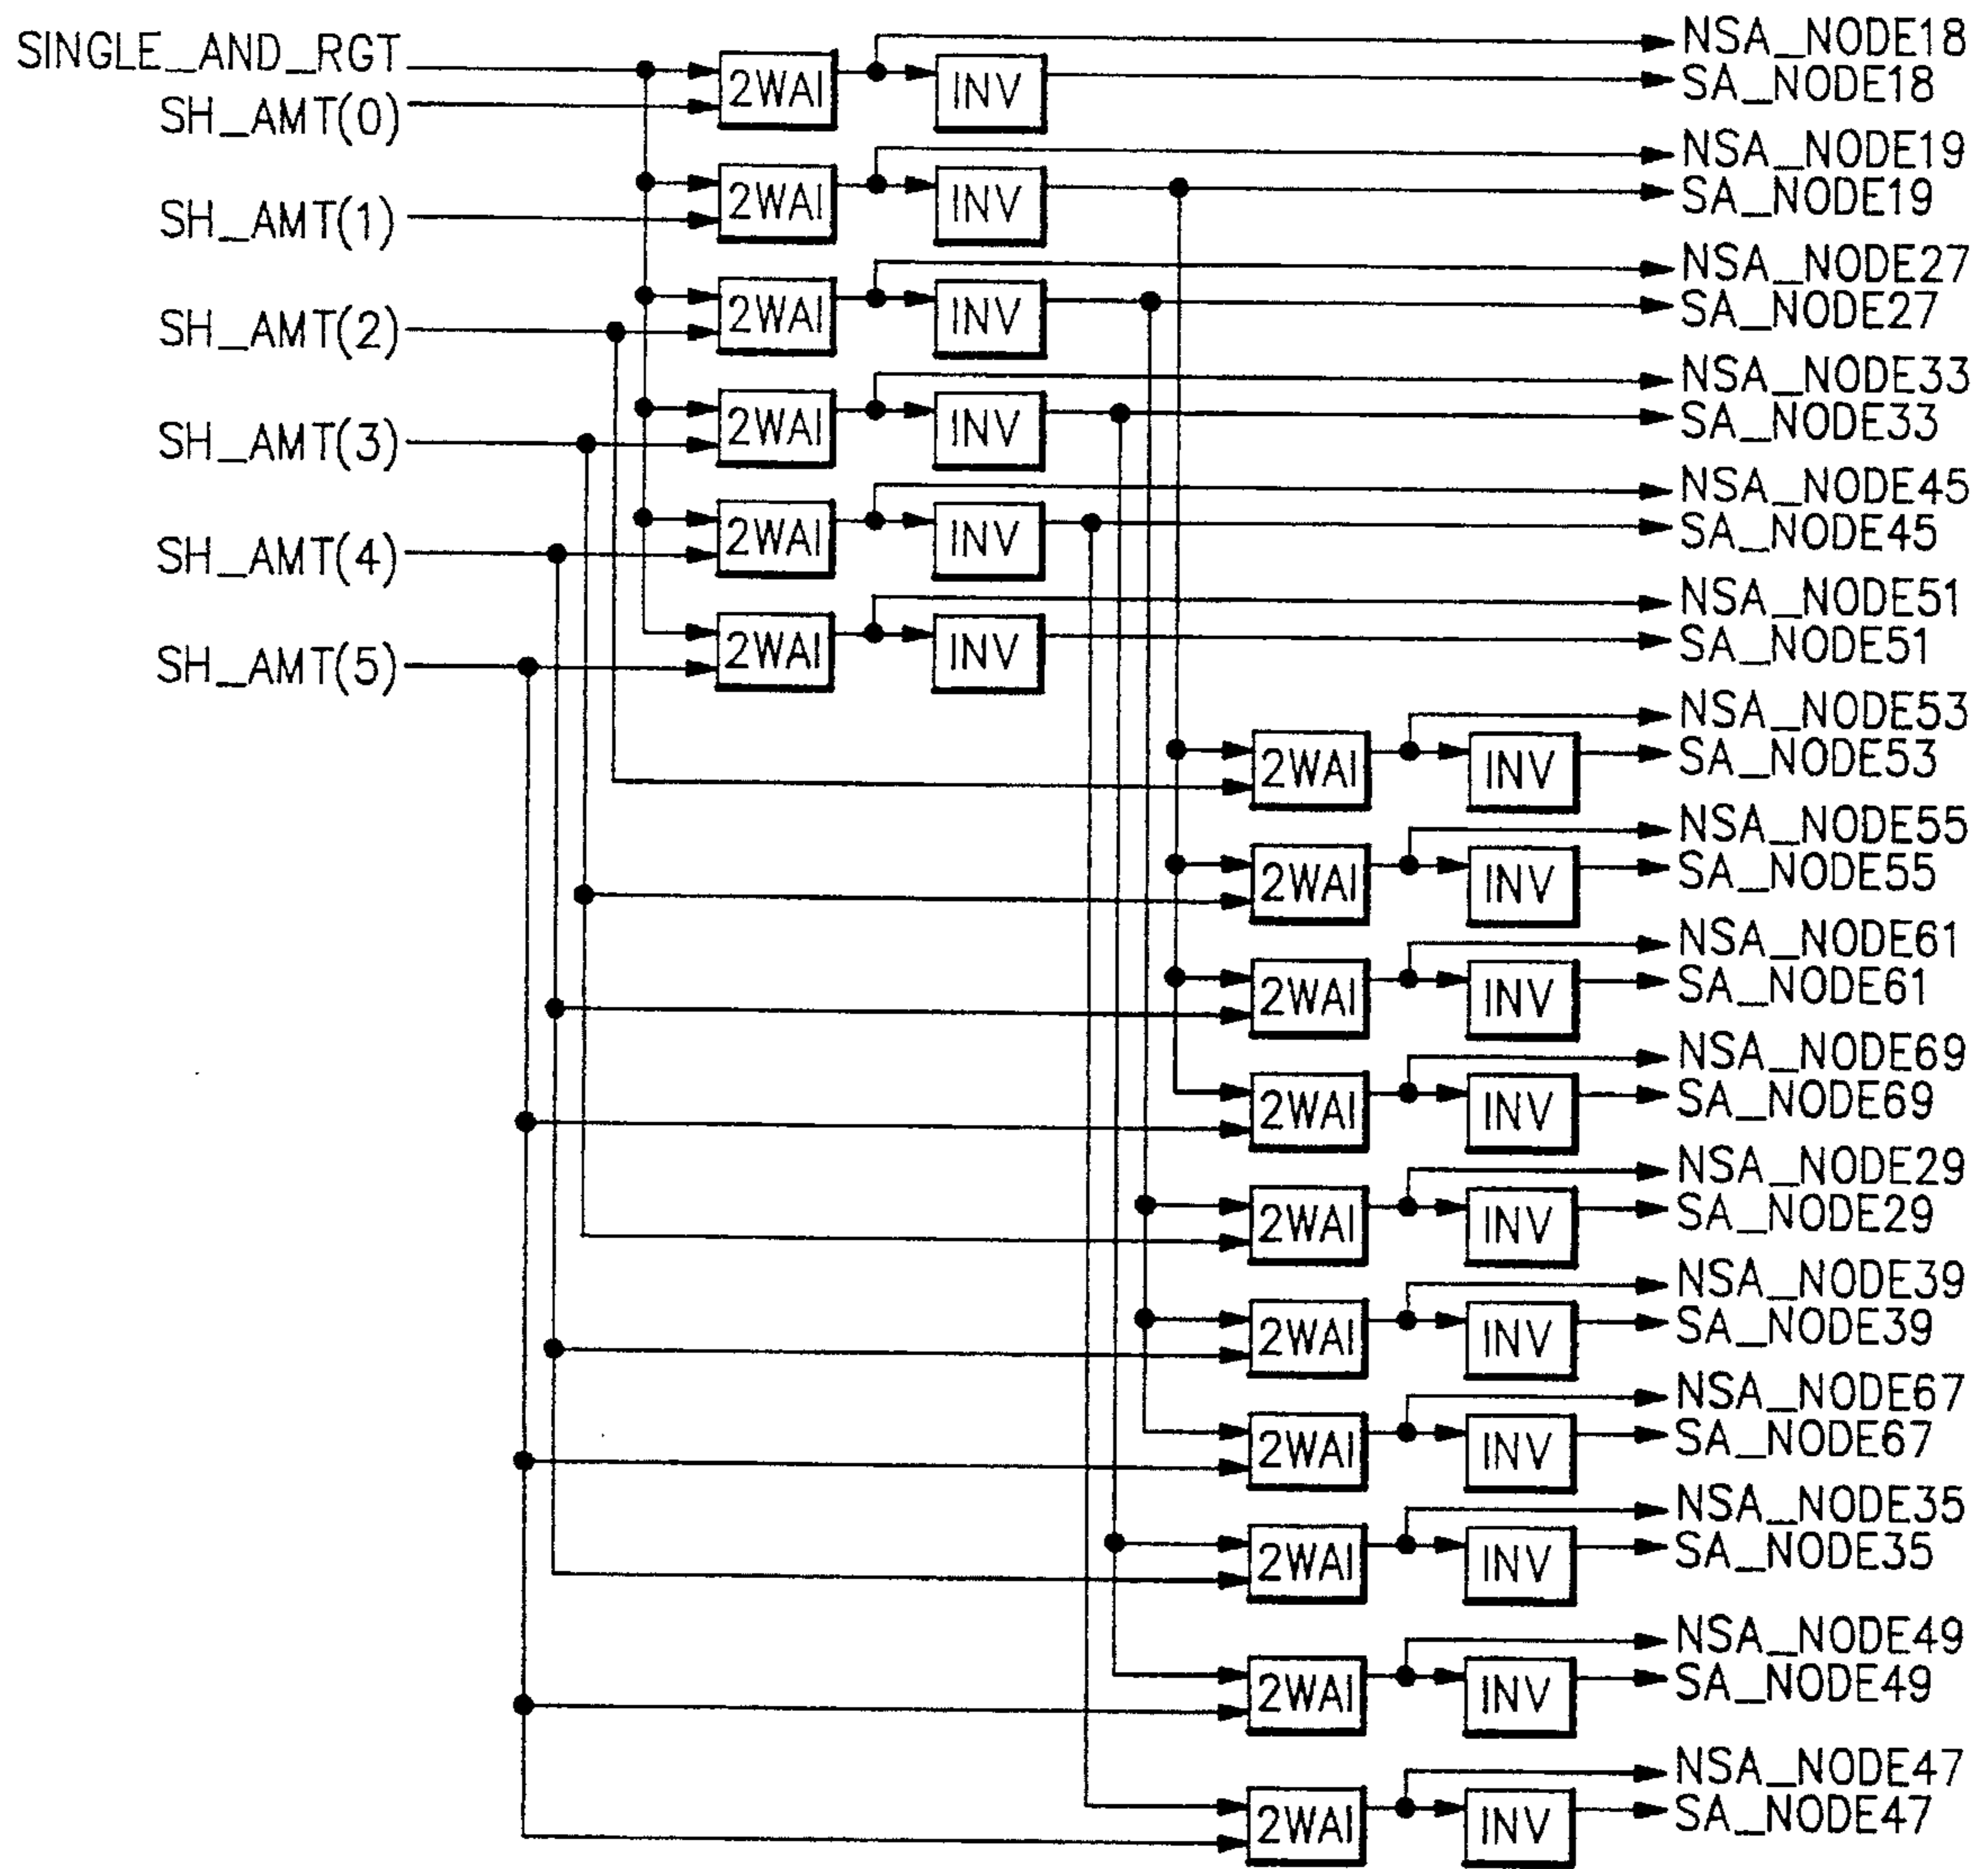 SINGLE_AND_RGT
SH_AMT(0)
2WAI
INV
NSA_NODE18
SA_NODE18
SH_AMT(1)
2WAI
INV
NSA_NODE19
SA_NODE19
SH_AMT(2)
2WAI
INV
NSA_NODE27
SA_NODE27
SH_AMT(3)
2WAI
INV
NSA_NODE33
SA_NODE33
SH_AMT(4)
2WAI
INV
NSA_NODE45
SA_NODE45
SH_AMT(5)
2WAI
INV
NSA_NODE51
SA_NODE51
2WAI
INV
NSA_NODE53
SA_NODE53
2WAI
INV
NSA_NODE55
SA_NODE55
2WAI
INV
NSA_NODE61
SA_NODE61
2WAI
INV
NSA_NODE69
SA_NODE69
2WAI
INV
NSA_NODE29
SA_NODE29
2WAI
INV
NSA_NODE39
SA_NODE39
2WAI
INV
NSA_NODE67
SA_NODE67
2WAI
INV
NSA_NODE35
SA_NODE35
2WAI
INV
NSA_NODE49
SA_NODE49
2WAI
INV
NSA_NODE47
SA_NODE47